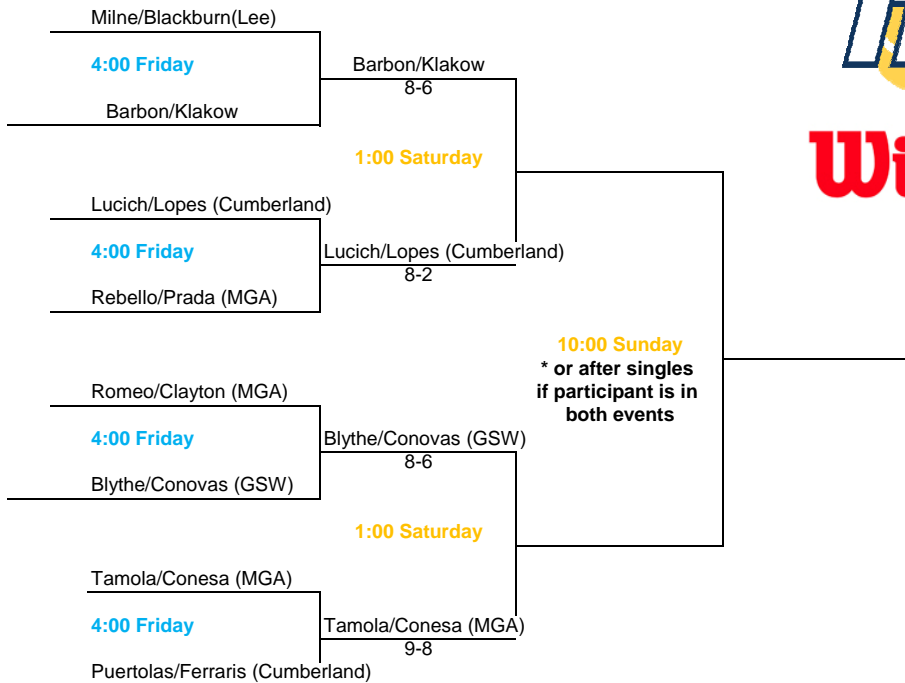 Milne/Blackburn(Lee)
4:00 Friday
Barbon/Klakow
Barbon/Klakow
8-6
1:00 Saturday
Lucich/Lopes (Cumberland)
4:00 Friday
Rebello/Prada (MGA)
Lucich/Lopes (Cumberland)
8-2
10:00 Sunday
* or after singles
if participant is in
both events
Romeo/Clayton (MGA)
4:00 Friday
Blythe/Conovas (GSW)
Blythe/Conovas (GSW)
8-6
1:00 Saturday
Tamola/Conesa (MGA)
4:00 Friday
Puertolas/Ferraris (Cumberland)
Tamola/Conesa (MGA)
9-8
Wi